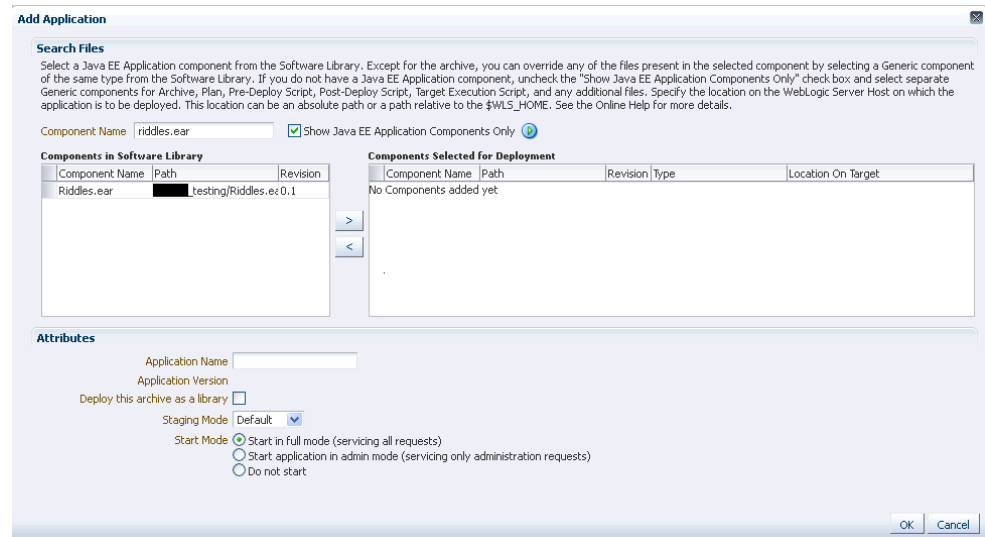 Add Application
Search Files
Select a Java EE Application component from the Software Library. Except for the archive, you can override any of the files present in the selected component by selecting a Generic component
of the same type from the Software Library. If you do not have a Java EE Application component, uncheck the "Show Java EE Application Components Only" check box and select separate
Generic components for Archive, Plan, Pre-Deploy Script, Post-Deploy Script, Target Execution Script, and any additional files. Specify the location on the WebLogic Server Host on which the
application is to be deployed. This location can be an absolute path or a path relative to the $WLS_HOME. See the Online Help for more details.
Component Name riddles.ear Show Java EE Application Components Only
Components in Software Library Components Selected for Deployment
Component Name Path Revision Component Name Path Revision Type Location On Target
Riddles.ear _testing/Riddles.ea 0.1 No Components added yet
>
<
Attributes
Application Name
Application Version
Deploy this archive as a library
Staging Mode Default
Start Mode Start in full mode (servicing all requests)
Start application in admin mode (servicing only administration requests)
Do not start
OK Cancel